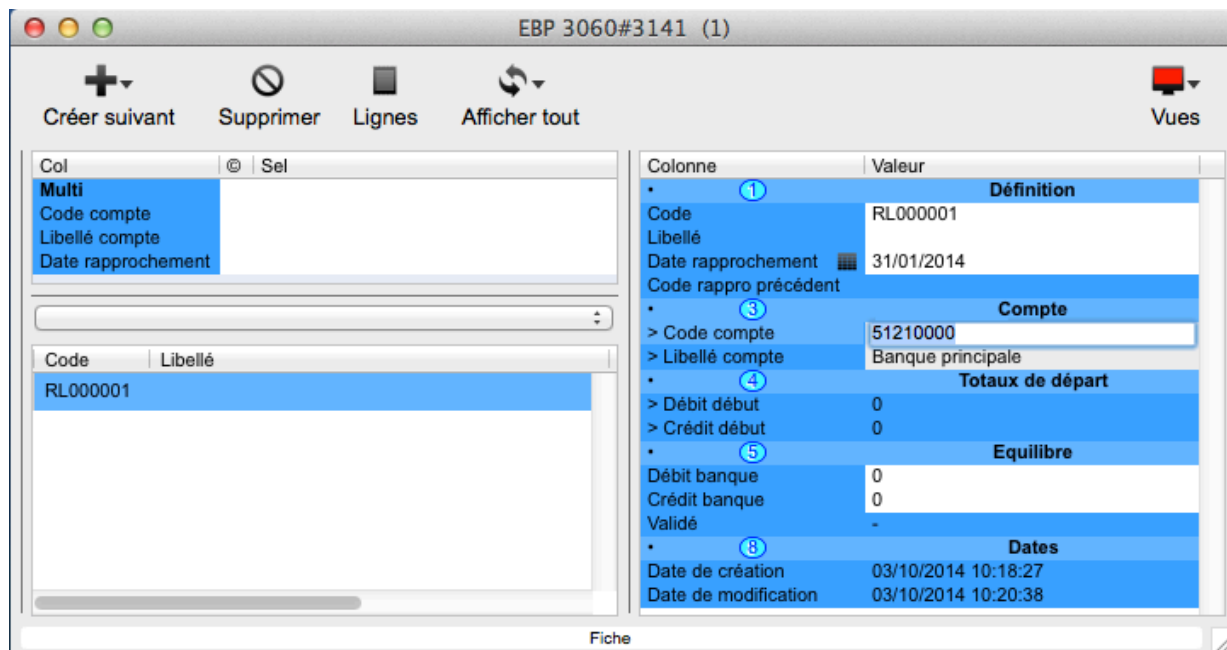 EBP 3060#3141 (1)
Créer suivant Supprimer Lignes Afficher tout Vues
Col © Sel
Multi
Code compte
Libellé compte
Date rapprochement
Code Libellé
RL000001
Colonne Valeur
• 1 Définition
Code RL000001
Libellé
Date rapprochement 31/01/2014
Code rappro précédent
• 3 Compte
> Code compte 51210000
> Libellé compte Banque principale
• 4 Totaux de départ
> Débit début 0
> Crédit début 0
• 5 Equilibre
Débit banque 0
Crédit banque 0
Validé -
• 8 Dates
Date de création 03/10/2014 10:18:27
Date de modification 03/10/2014 10:20:38
Fiche